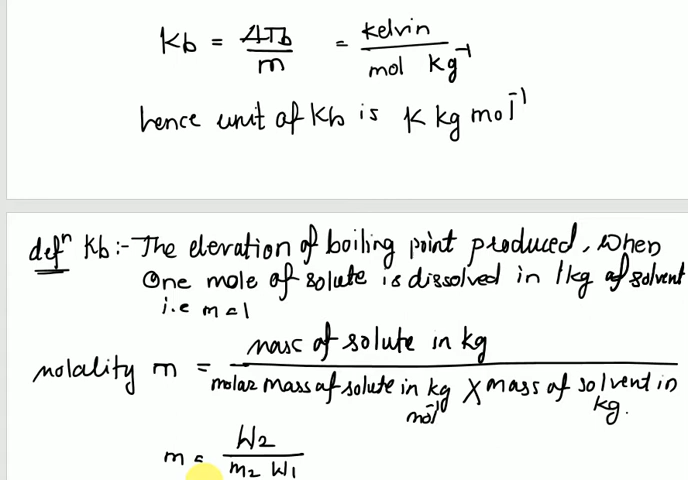 Kb = ΔTb/m = kelvin/mol kg⁻¹
hence unit of Kb is K kg mol⁻¹
defⁿ Kb :- The elevation of boiling point produced, when
One mole of solute is dissolved in 1kg of solvent
i.e m = 1
molality m = mass of solute in kg / molar mass of solute in kg mol⁻¹ X mass of solvent in kg.
m = W2 / m2 W1